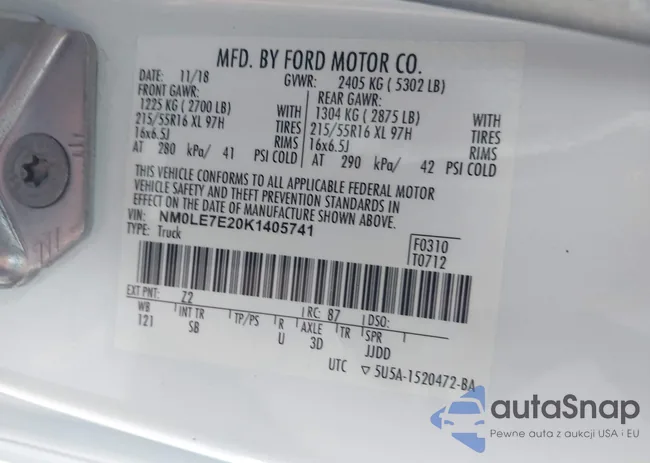 MFD. BY FORD MOTOR CO.
DATE: 11/18 GVWR: 2405 KG ( 5302 LB)
FRONT GAWR: REAR GAWR:
1225 KG ( 2700 LB) WITH 1304 KG ( 2875 LB) WITH
215/55R16 XL 97H TIRES 215/55R16 XL 97H TIRES
16x6.5J RIMS 16x6.5J RIMS
AT 280 kPa/ 41 PSI COLD AT 290 kPa/ 42 PSI COLD
THIS VEHICLE CONFORMS TO ALL APPLICABLE FEDERAL MOTOR
VEHICLE SAFETY AND THEFT PREVENTION STANDARDS IN
EFFECT ON THE DATE OF MANUFACTURE SHOWN ABOVE.
VIN: NM0LE7E20K1405741
TYPE: Truck
F0310
T0712
EXT PNT: Z2 RC: 87 DSO:
WB INT TR TP/PS R AXLE TR SPR
121 SB U 3D JJDD
UTC ▽ 5U5A-1520472-BA
autaSnap
Pewne auta z aukcji USA i EU